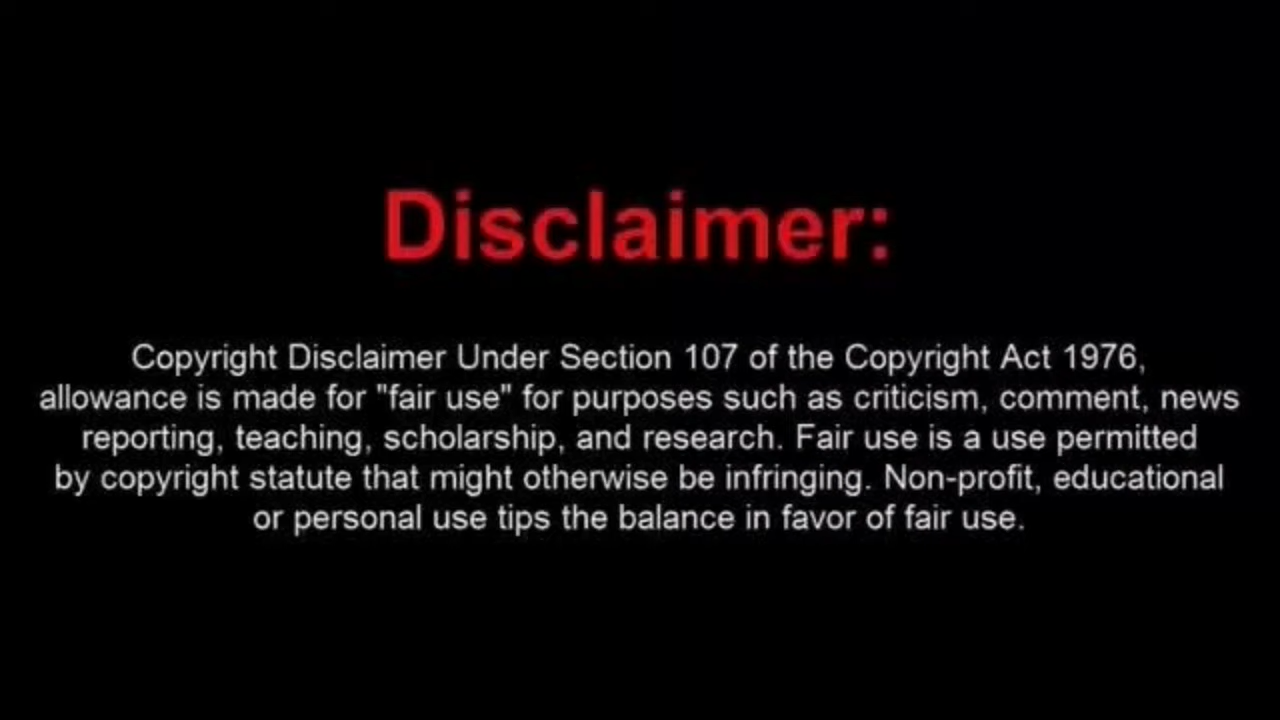 Disclaimer:
Copyright Disclaimer Under Section 107 of the Copyright Act 1976,
allowance is made for "fair use" for purposes such as criticism, comment, news
reporting, teaching, scholarship, and research. Fair use is a use permitted
by copyright statute that might otherwise be infringing. Non-profit, educational
or personal use tips the balance in favor of fair use.